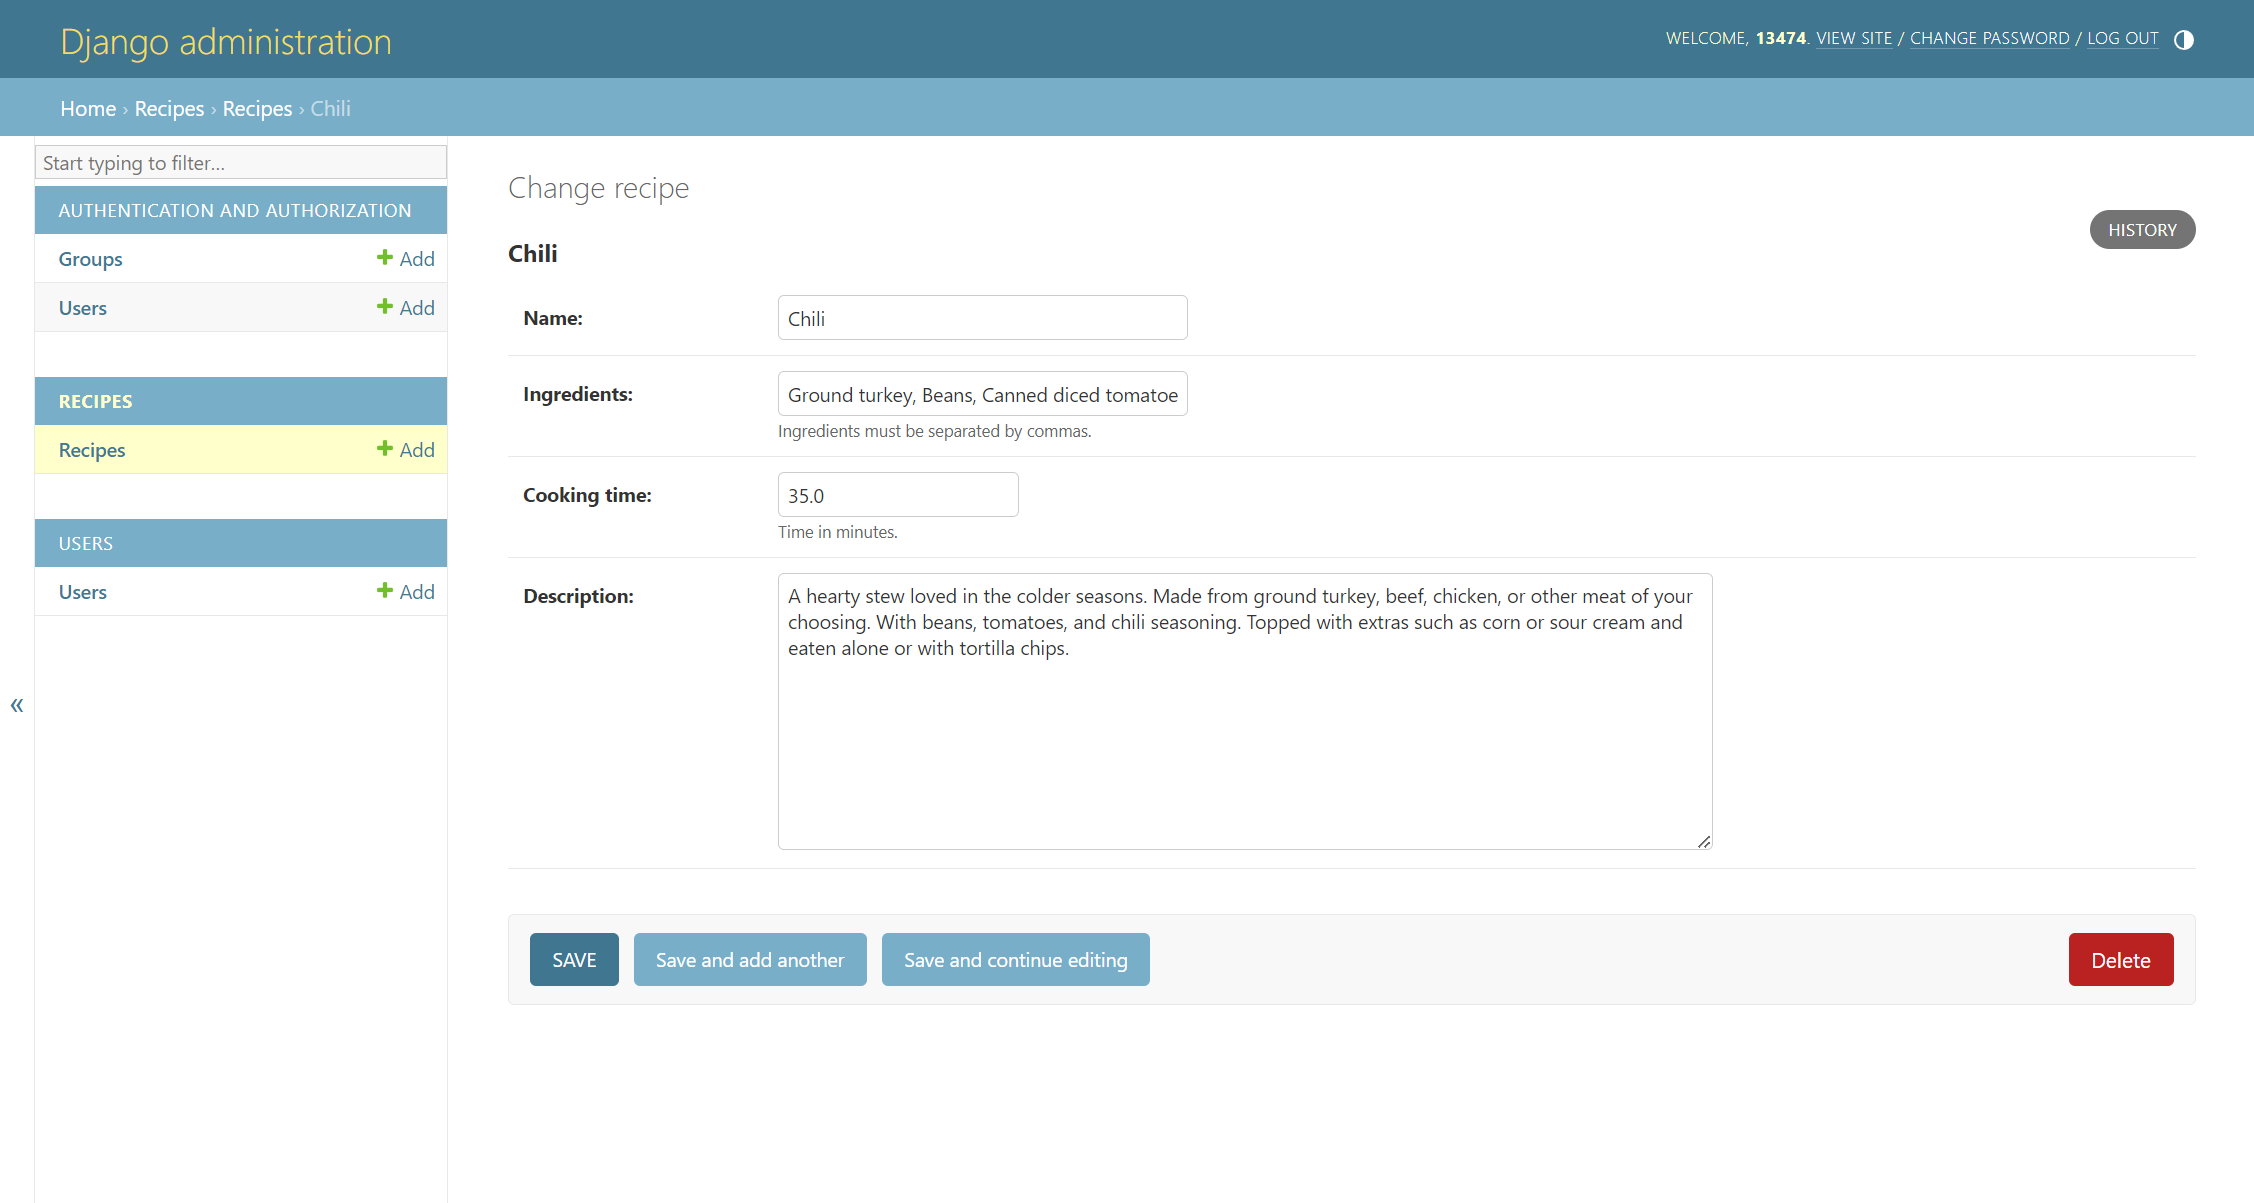 Django administration
WELCOME, 13474. VIEW SITE / CHANGE PASSWORD / LOG OUT
Home › Recipes › Recipes › Chili
Start typing to filter...
AUTHENTICATION AND AUTHORIZATION
Groups Add
Users Add
RECIPES
Recipes Add
USERS
Users Add
«
Change recipe
HISTORY
Chili
Name: Chili
Ingredients: Ground turkey, Beans, Canned diced tomatoe
Ingredients must be separated by commas.
Cooking time: 35.0
Time in minutes.
Description: A hearty stew loved in the colder seasons. Made from ground turkey, beef, chicken, or other meat of your
choosing. With beans, tomatoes, and chili seasoning. Topped with extras such as corn or sour cream and
eaten alone or with tortilla chips.
SAVE Save and add another Save and continue editing Delete